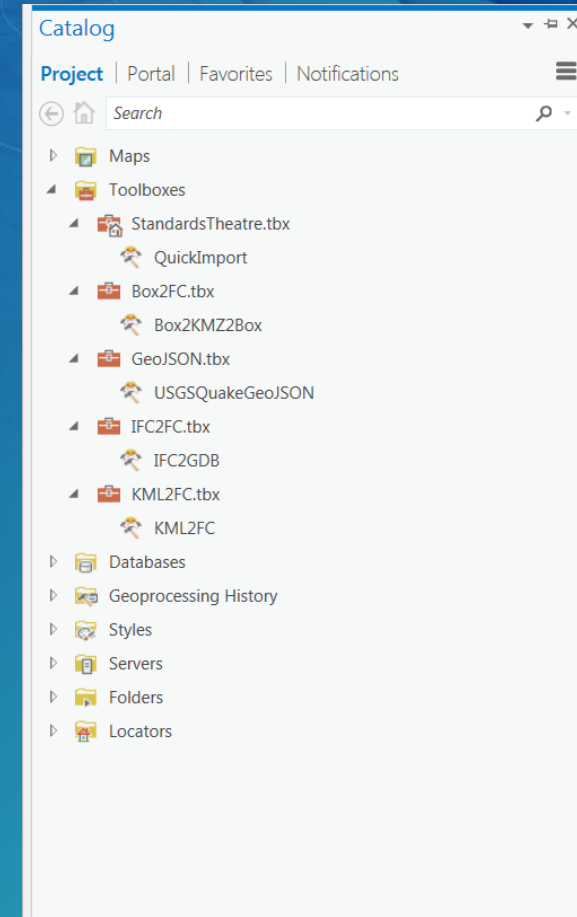 Catalog
Project | Portal | Favorites | Notifications
Search
Maps
Toolboxes
StandardsTheatre.tbx
QuickImport
Box2FC.tbx
Box2KMZ2Box
GeoJSON.tbx
USGSQuakeGeoJSON
IFC2FC.tbx
IFC2GDB
KML2FC.tbx
KML2FC
Databases
Geoprocessing History
Styles
Servers
Folders
Locators